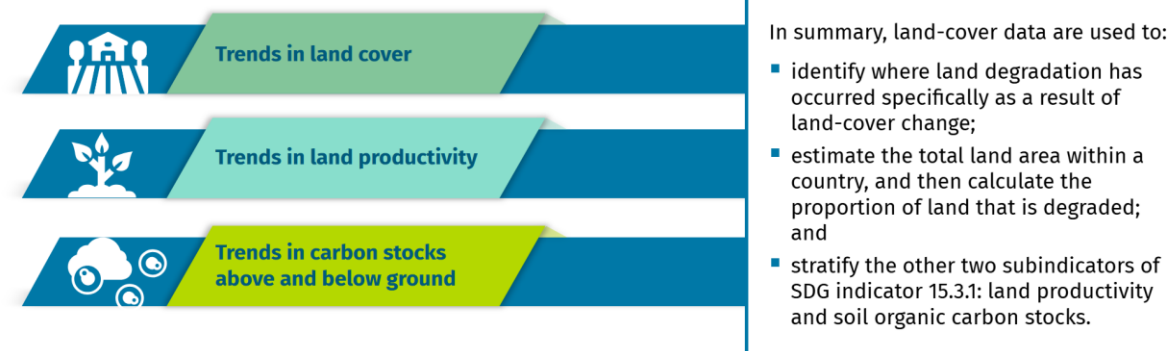 Trends in land cover
Trends in land productivity
Trends in carbon stocks
above and below ground
In summary, land-cover data are used to:
▪ identify where land degradation has
occurred specifically as a result of
land-cover change;
▪ estimate the total land area within a
country, and then calculate the
proportion of land that is degraded;
and
▪ stratify the other two subindicators of
SDG indicator 15.3.1: land productivity
and soil organic carbon stocks.